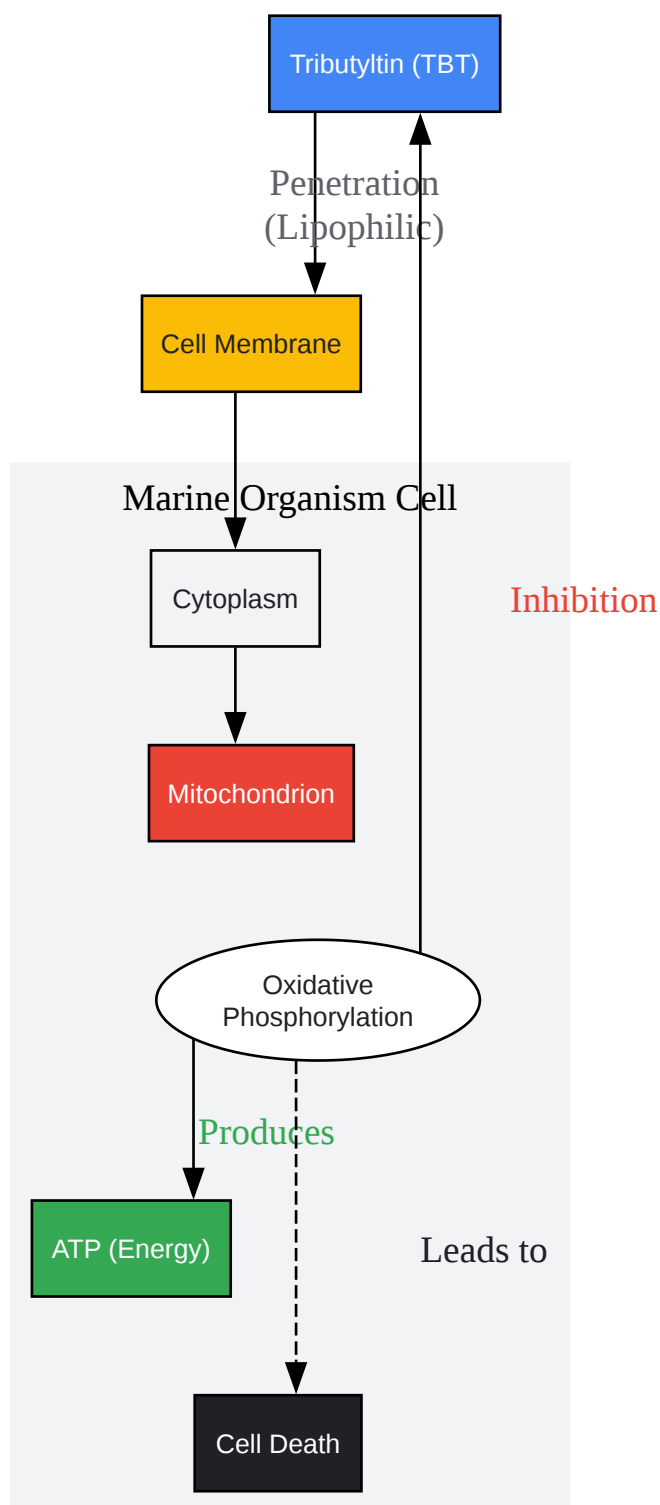 Tributyltin (TBT)
Penetration
(Lipophilic)
Cell Membrane
Marine Organism Cell
Cytoplasm
Inhibition
Mitochondrion
Oxidative
Phosphorylation
Produces
ATP (Energy)
Leads to
Cell Death